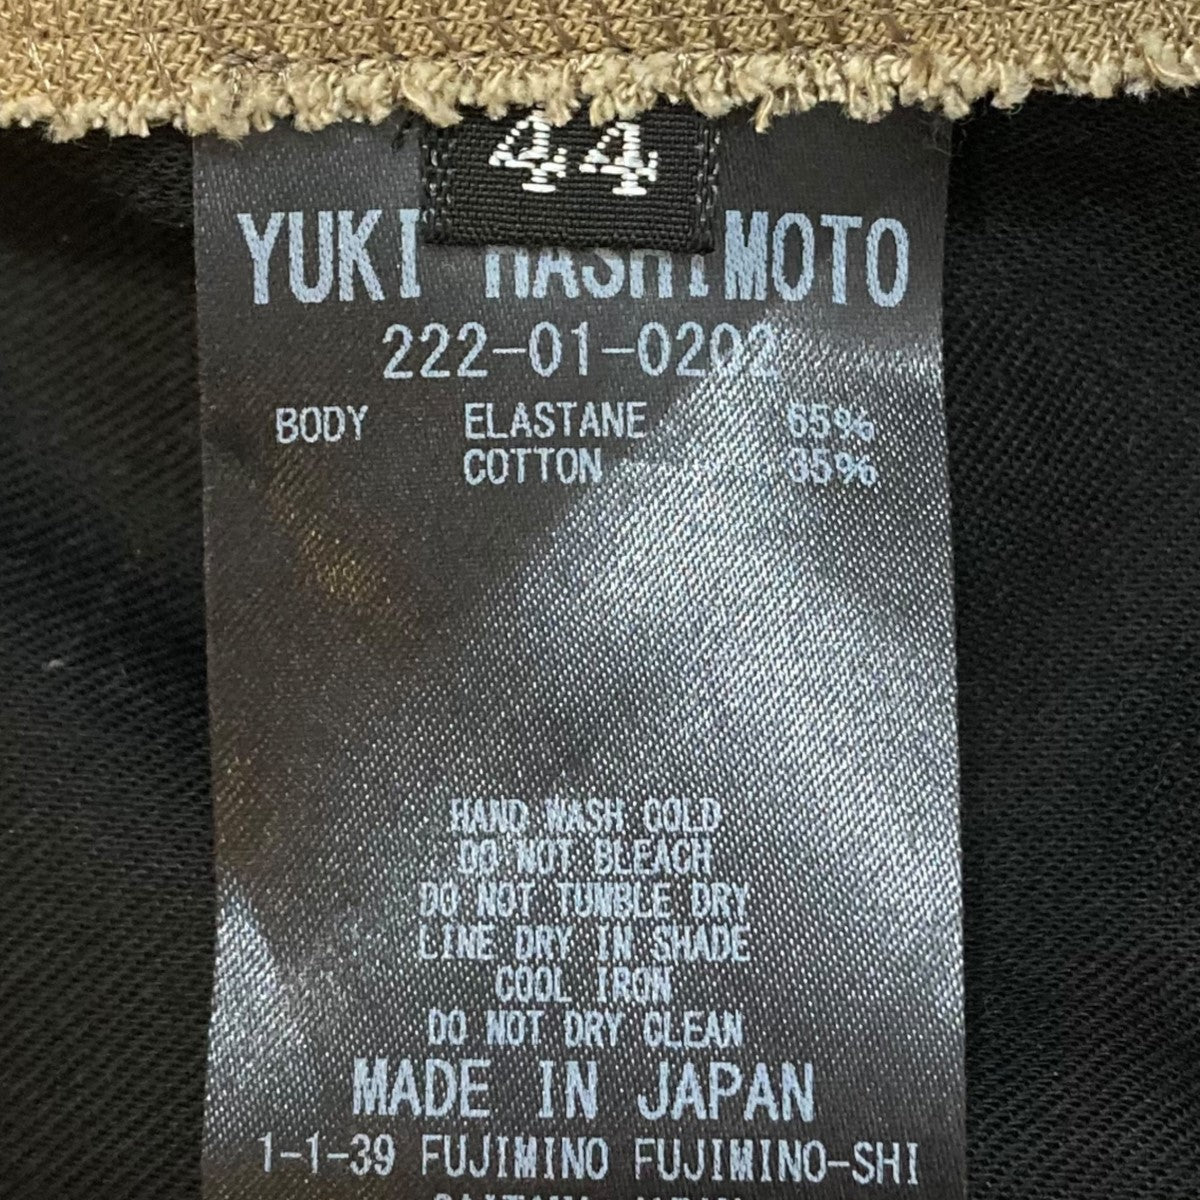 44
YUKI HASHIMOTO
222-01-0202
BODY ELASTANE 65%
COTTON 35%
HAND WASH COLD
DO NOT BLEACH
DO NOT TUMBLE DRY
LINE DRY IN SHADE
COOL IRON
DO NOT DRY CLEAN
MADE IN JAPAN
1-1-39 FUJIMINO FUJIMINO-SHI